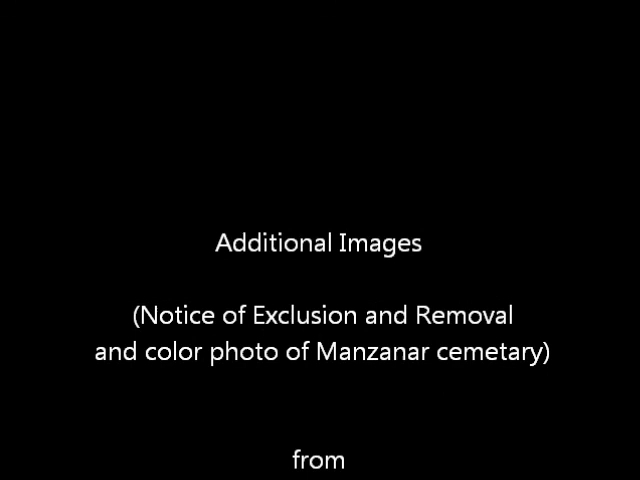 Additional Images
(Notice of Exclusion and Removal
and color photo of Manzanar cemetary)
from